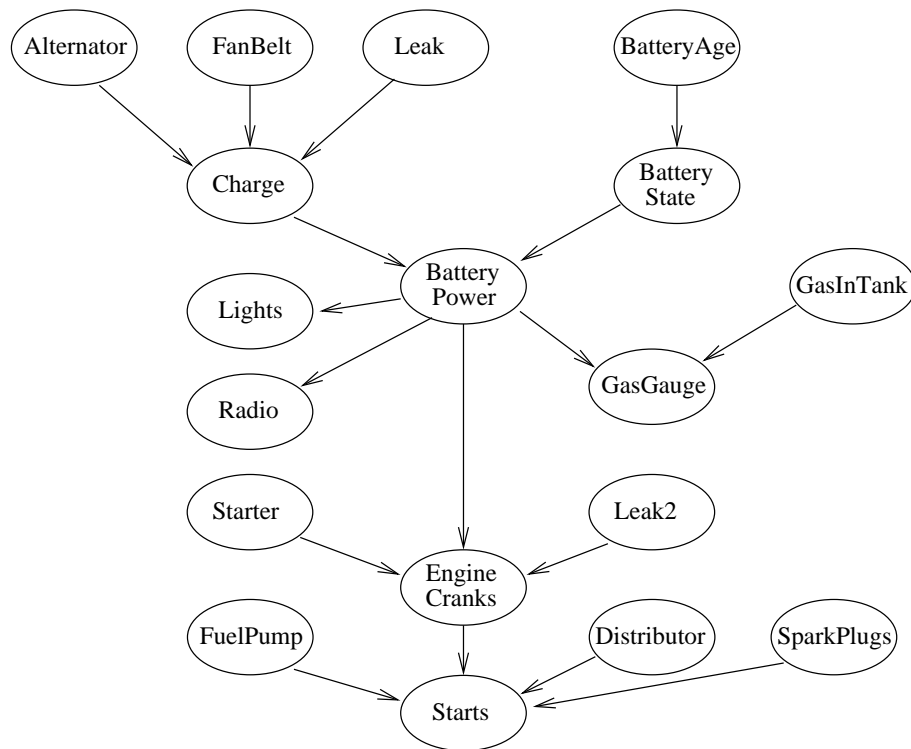 Alternator
FanBelt
Leak
BatteryAge
Charge
Battery
State
Battery
Power
GasInTank
Lights
GasGauge
Radio
Starter
Leak2
Engine
Cranks
FuelPump
Distributor
SparkPlugs
Starts